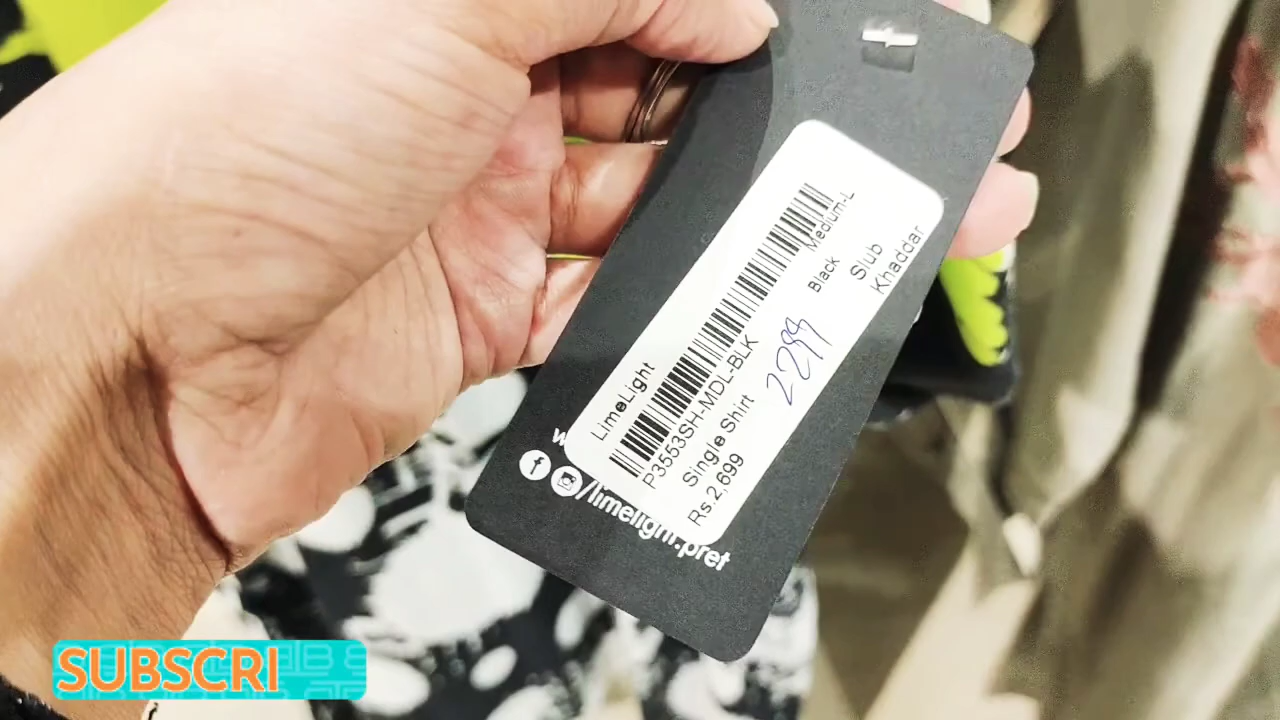 LimeLight
P3553SH-MDL-BLK
Medium-L
Single Shirt
Black
Rs.2,699
2299
Slub
Khaddar
/limelight.pret
SUBSCRI